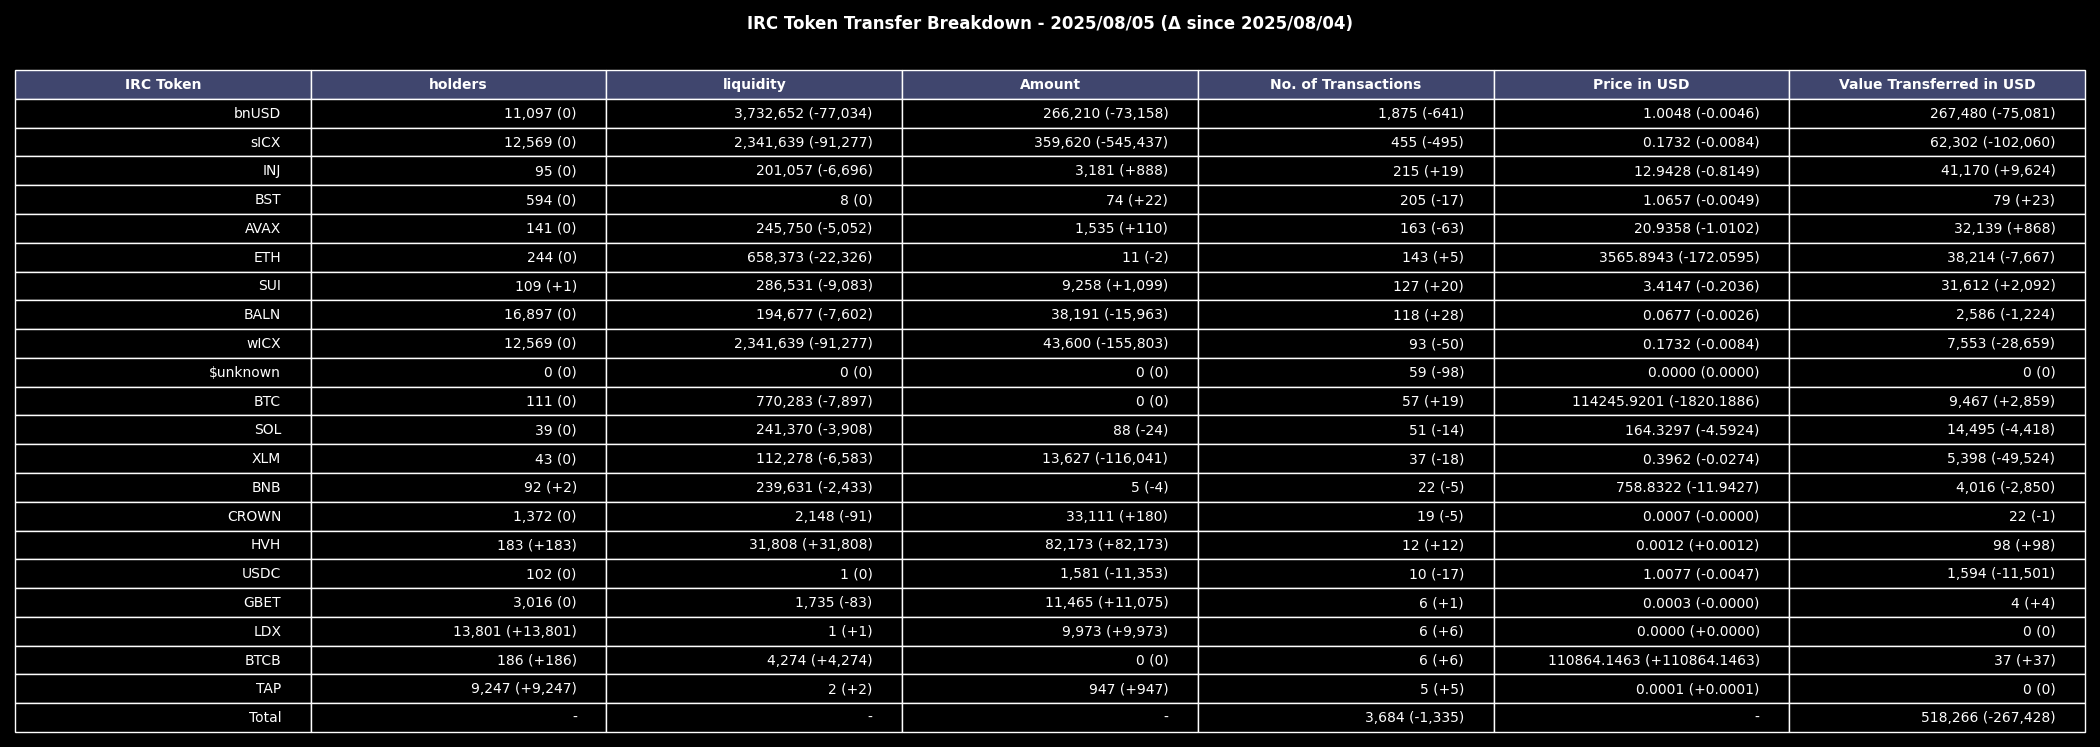 IRC Token Transfer Breakdown - 2025/08/05 (Δ since 2025/08/04)
IRC Token holders liquidity Amount No. of Transactions Price in USD Value Transferred in USD
bnUSD 11,097 (0) 3,732,652 (-77,034) 266,210 (-73,158) 1,875 (-641) 1.0048 (-0.0046) 267,480 (-75,081)
sICX 12,569 (0) 2,341,639 (-91,277) 359,620 (-545,437) 455 (-495) 0.1732 (-0.0084) 62,302 (-102,060)
INJ 95 (0) 201,057 (-6,696) 3,181 (+888) 215 (+19) 12.9428 (-0.8149) 41,170 (+9,624)
BST 594 (0) 8 (0) 74 (+22) 205 (-17) 1.0657 (-0.0049) 79 (+23)
AVAX 141 (0) 245,750 (-5,052) 1,535 (+110) 163 (-63) 20.9358 (-1.0102) 32,139 (+868)
ETH 244 (0) 658,373 (-22,326) 11 (-2) 143 (+5) 3565.8943 (-172.0595) 38,214 (-7,667)
SUI 109 (+1) 286,531 (-9,083) 9,258 (+1,099) 127 (+20) 3.4147 (-0.2036) 31,612 (+2,092)
BALN 16,897 (0) 194,677 (-7,602) 38,191 (-15,963) 118 (+28) 0.0677 (-0.0026) 2,586 (-1,224)
wICX 12,569 (0) 2,341,639 (-91,277) 43,600 (-155,803) 93 (-50) 0.1732 (-0.0084) 7,553 (-28,659)
$unknown 0 (0) 0 (0) 0 (0) 59 (-98) 0.0000 (0.0000) 0 (0)
BTC 111 (0) 770,283 (-7,897) 0 (0) 57 (+19) 114245.9201 (-1820.1886) 9,467 (+2,859)
SOL 39 (0) 241,370 (-3,908) 88 (-24) 51 (-14) 164.3297 (-4.5924) 14,495 (-4,418)
XLM 43 (0) 112,278 (-6,583) 13,627 (-116,041) 37 (-18) 0.3962 (-0.0274) 5,398 (-49,524)
BNB 92 (+2) 239,631 (-2,433) 5 (-4) 22 (-5) 758.8322 (-11.9427) 4,016 (-2,850)
CROWN 1,372 (0) 2,148 (-91) 33,111 (+180) 19 (-5) 0.0007 (-0.0000) 22 (-1)
HVH 183 (+183) 31,808 (+31,808) 82,173 (+82,173) 12 (+12) 0.0012 (+0.0012) 98 (+98)
USDC 102 (0) 1 (0) 1,581 (-11,353) 10 (-17) 1.0077 (-0.0047) 1,594 (-11,501)
GBET 3,016 (0) 1,735 (-83) 11,465 (+11,075) 6 (+1) 0.0003 (-0.0000) 4 (+4)
LDX 13,801 (+13,801) 1 (+1) 9,973 (+9,973) 6 (+6) 0.0000 (+0.0000) 0 (0)
BTCB 186 (+186) 4,274 (+4,274) 0 (0) 6 (+6) 110864.1463 (+110864.1463) 37 (+37)
TAP 9,247 (+9,247) 2 (+2) 947 (+947) 5 (+5) 0.0001 (+0.0001) 0 (0)
Total - - - 3,684 (-1,335) - 518,266 (-267,428)